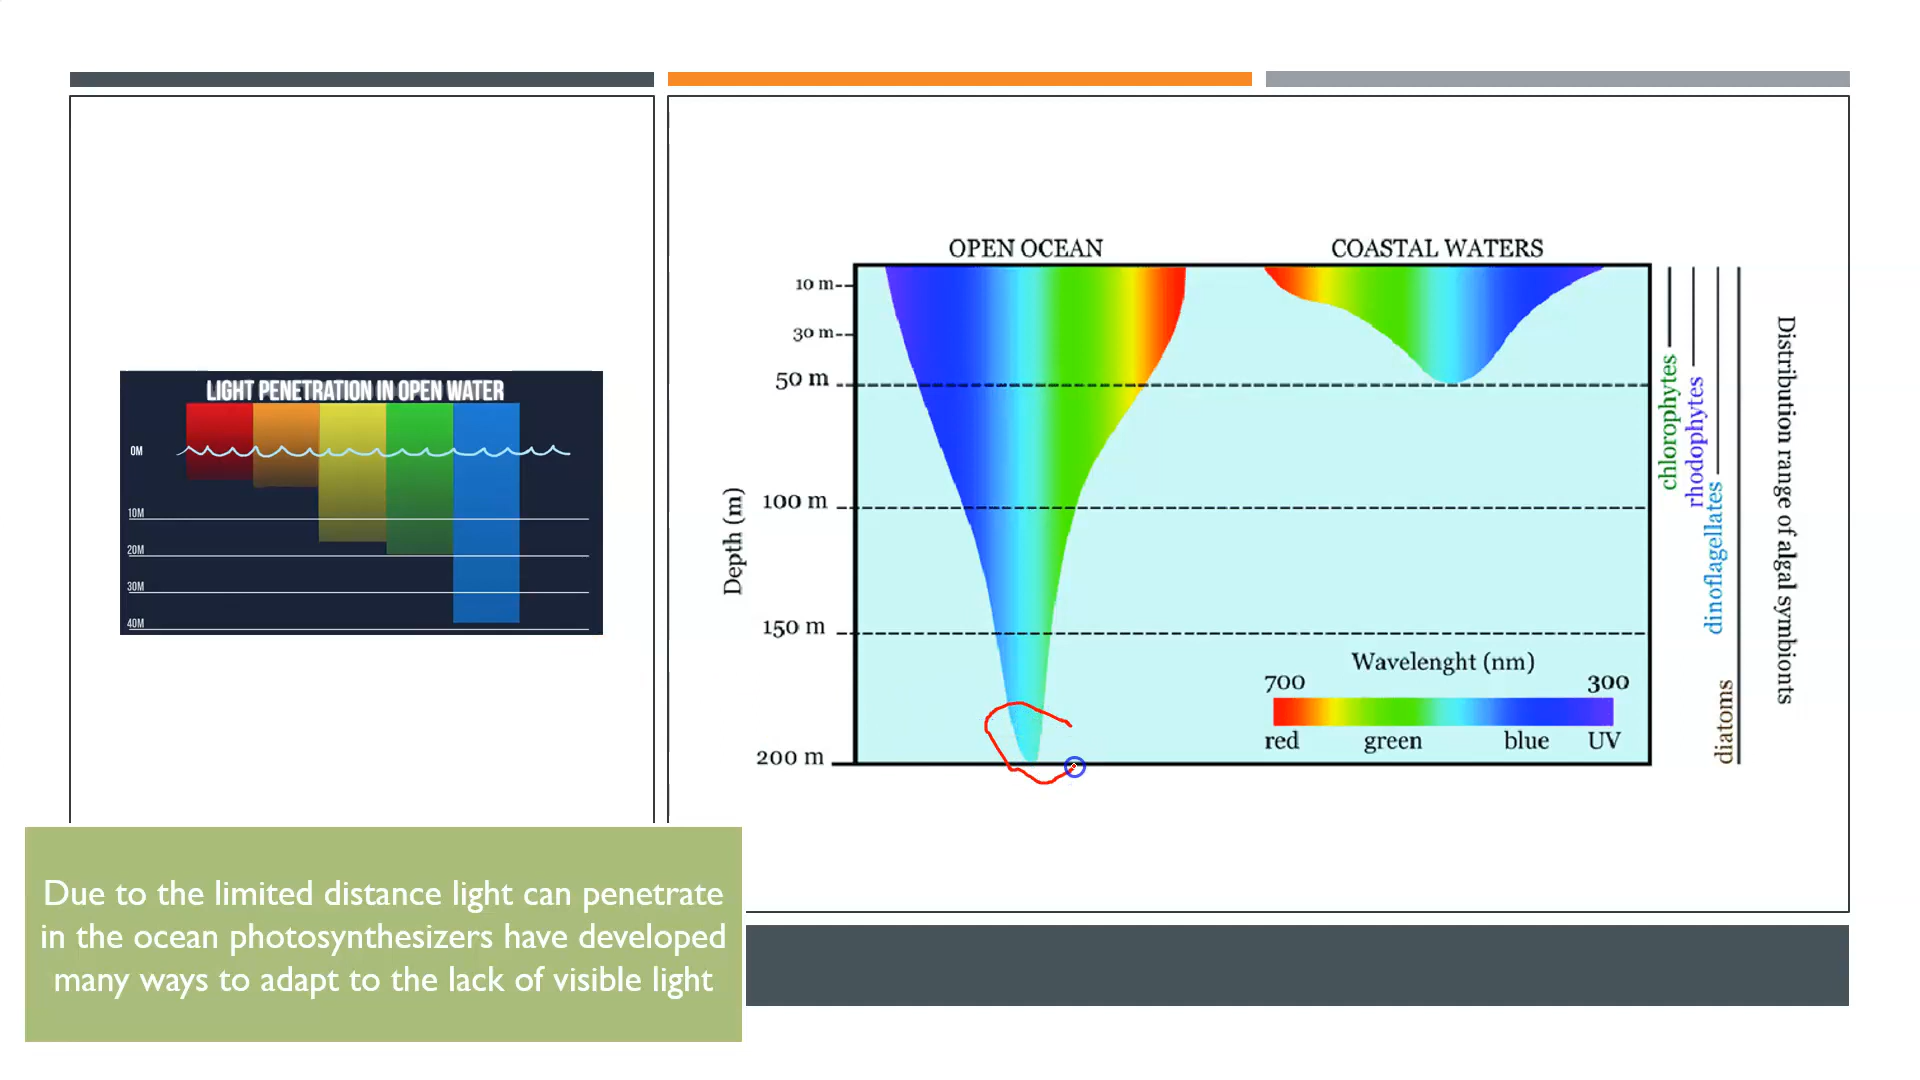 LIGHT PENETRATION IN OPEN WATER
0M
10M
20M
30M
40M
OPEN OCEAN
COASTAL WATERS
Depth (m)
10 m
30 m
50 m
100 m
150 m
200 m
Wavelenght (nm)
700
300
red
green
blue
UV
chlorophytes
rhodophytes
dinoflagellates
diatoms
Distribution range of algal symbionts
Due to the limited distance light can penetrate
in the ocean photosynthesizers have developed
many ways to adapt to the lack of visible light